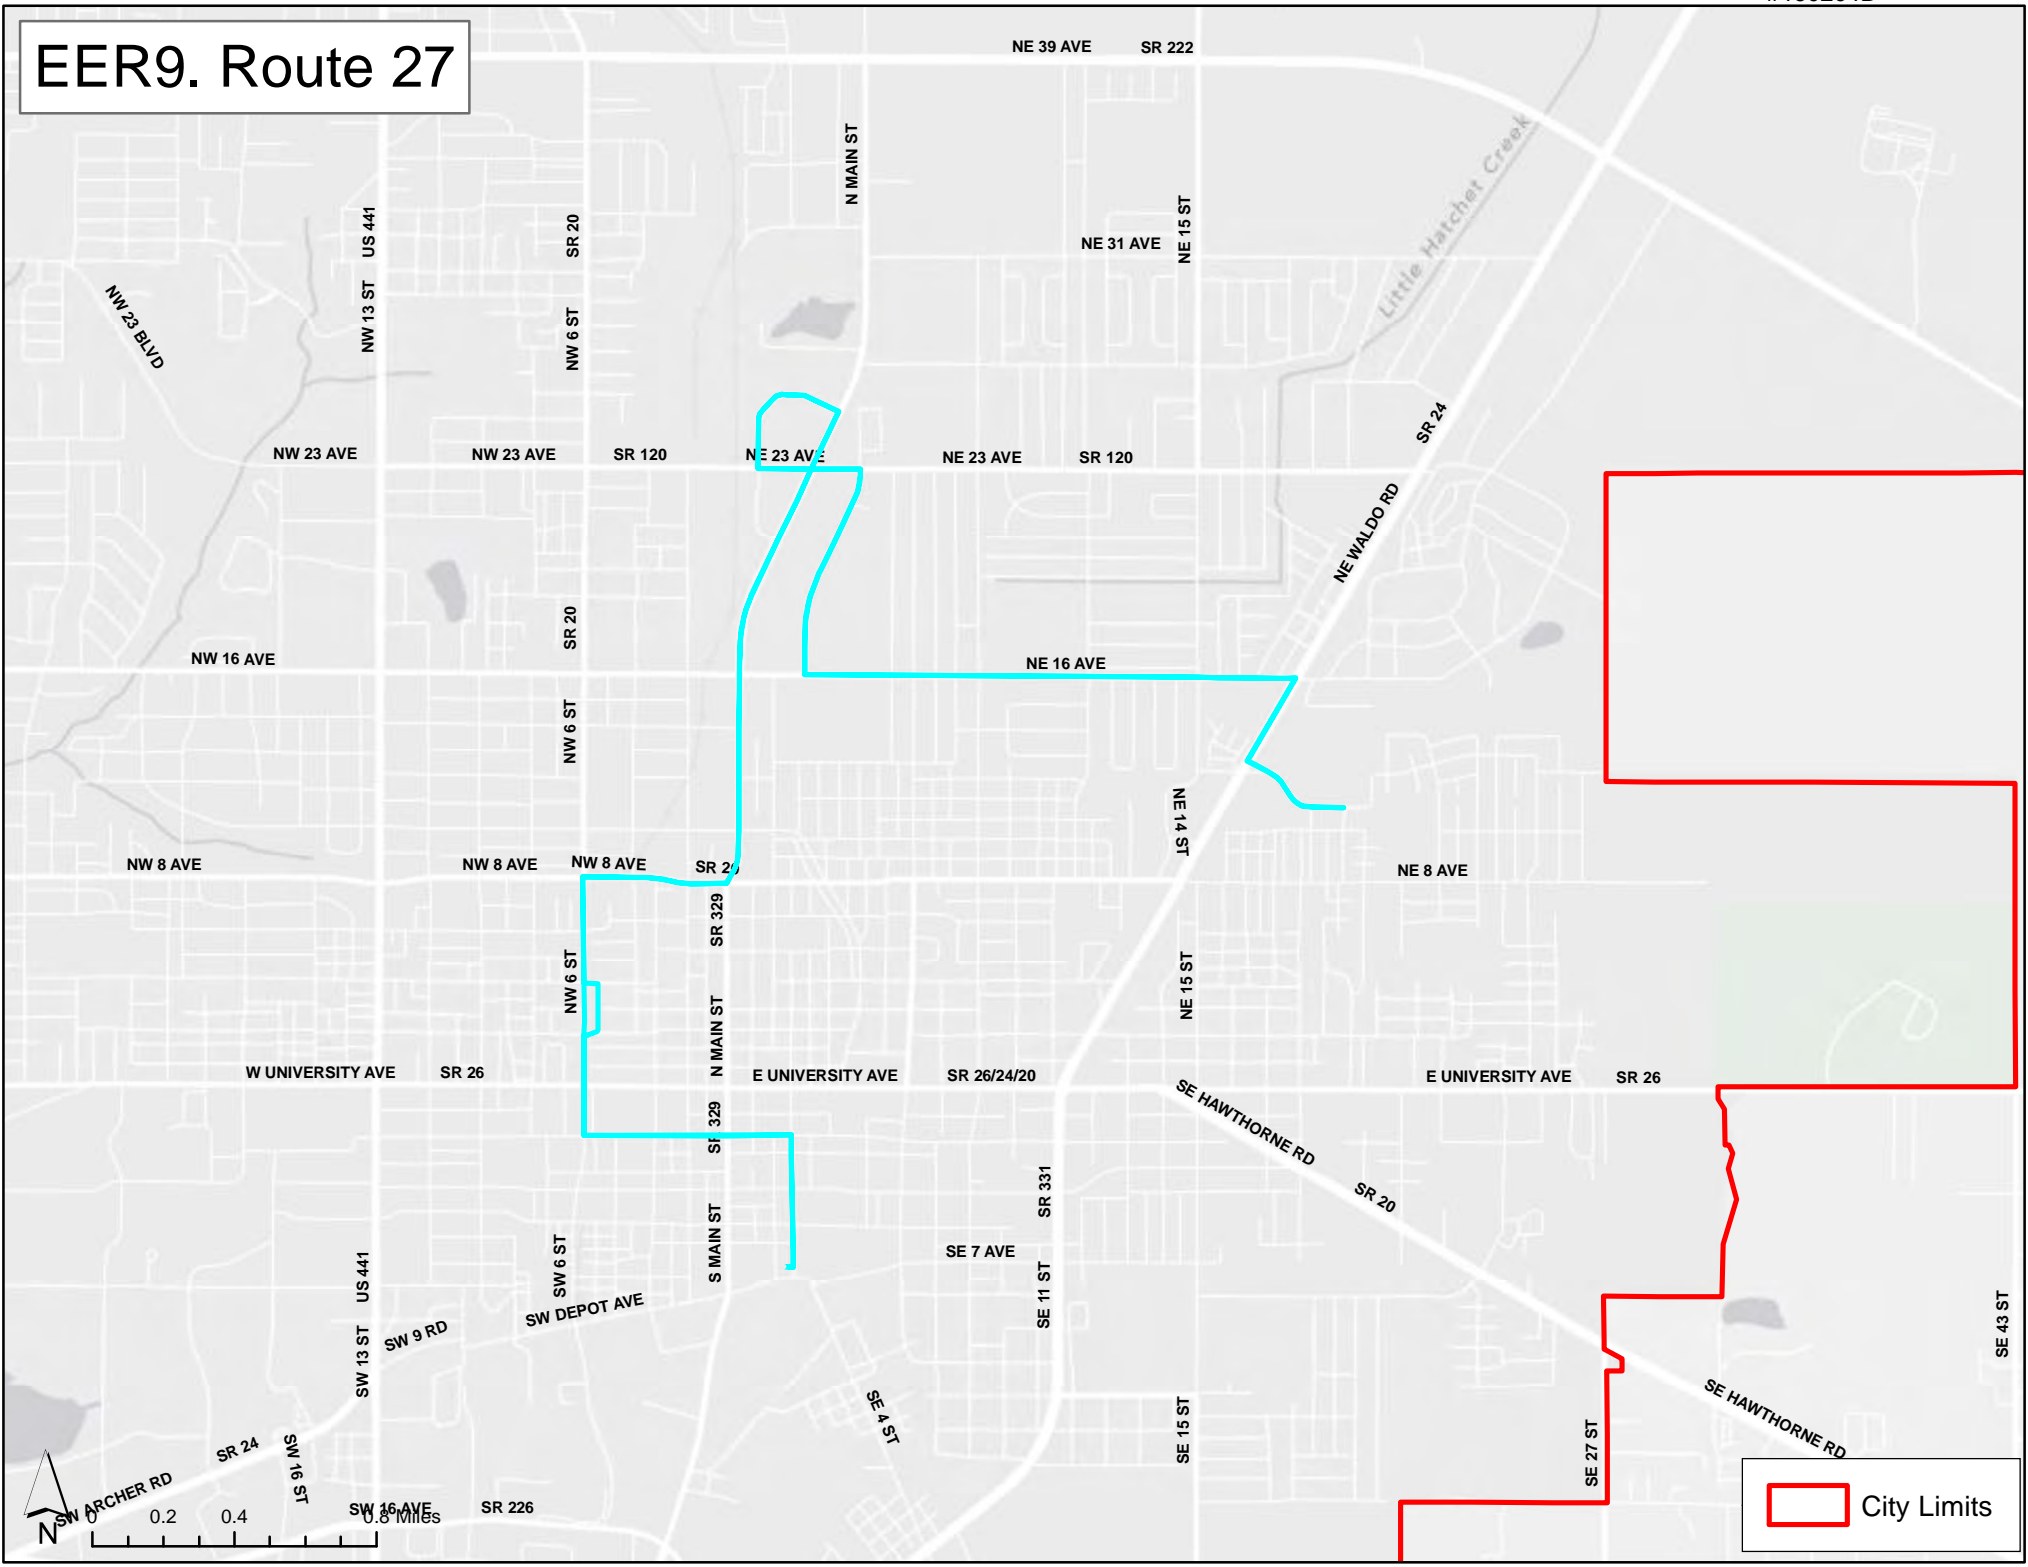 EER9. Route 27
NE 39 AVE
SR 222
N MAIN ST
US 441
SR 20
NE 15 ST
NE 31 AVE
Little Hatchet Creek
NW 23 BLVD
NW 13 ST
NW 6 ST
SR 24
NW 23 AVE
NW 23 AVE
SR 120
NE 23 AVE
NE 23 AVE
SR 120
NE WALDO RD
SR 20
NW 16 AVE
NE 16 AVE
NW 6 ST
NE 14 ST
NW 8 AVE
NW 8 AVE
NW 8 AVE
SR 20
NE 8 AVE
SR 329
NW 6 ST
NE 15 ST
N MAIN ST
W UNIVERSITY AVE
SR 26
E UNIVERSITY AVE
SR 26/24/20
E UNIVERSITY AVE
SR 26
SE HAWTHORNE RD
SR 329
SR 331
SR 20
S MAIN ST
SE 7 AVE
US 441
SW 6 ST
SE 11 ST
SW DEPOT AVE
SW 9 RD
SE 43 ST
SW 13 ST
SE 4 ST
SE 15 ST
SE 27 ST
SE HAWTHORNE RD
SR 24
SW 16 ST
SW ARCHER RD
SW 16 AVE
SR 226
N
0 0.2 0.4 0.8 Miles
City Limits